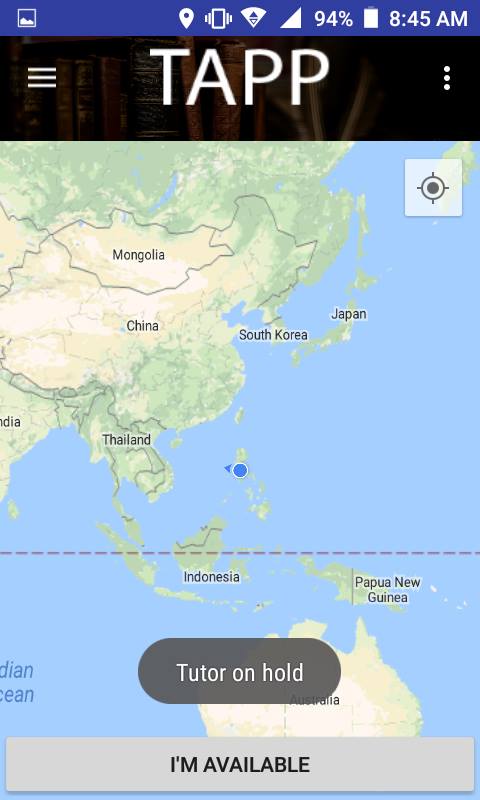 94% 8:45 AM
TAPP
Mongolia
China
Japan
South Korea
ndia
Thailand
Indonesia
Papua New
Guinea
dian
cean
Tutor on hold
Australia
I'M AVAILABLE